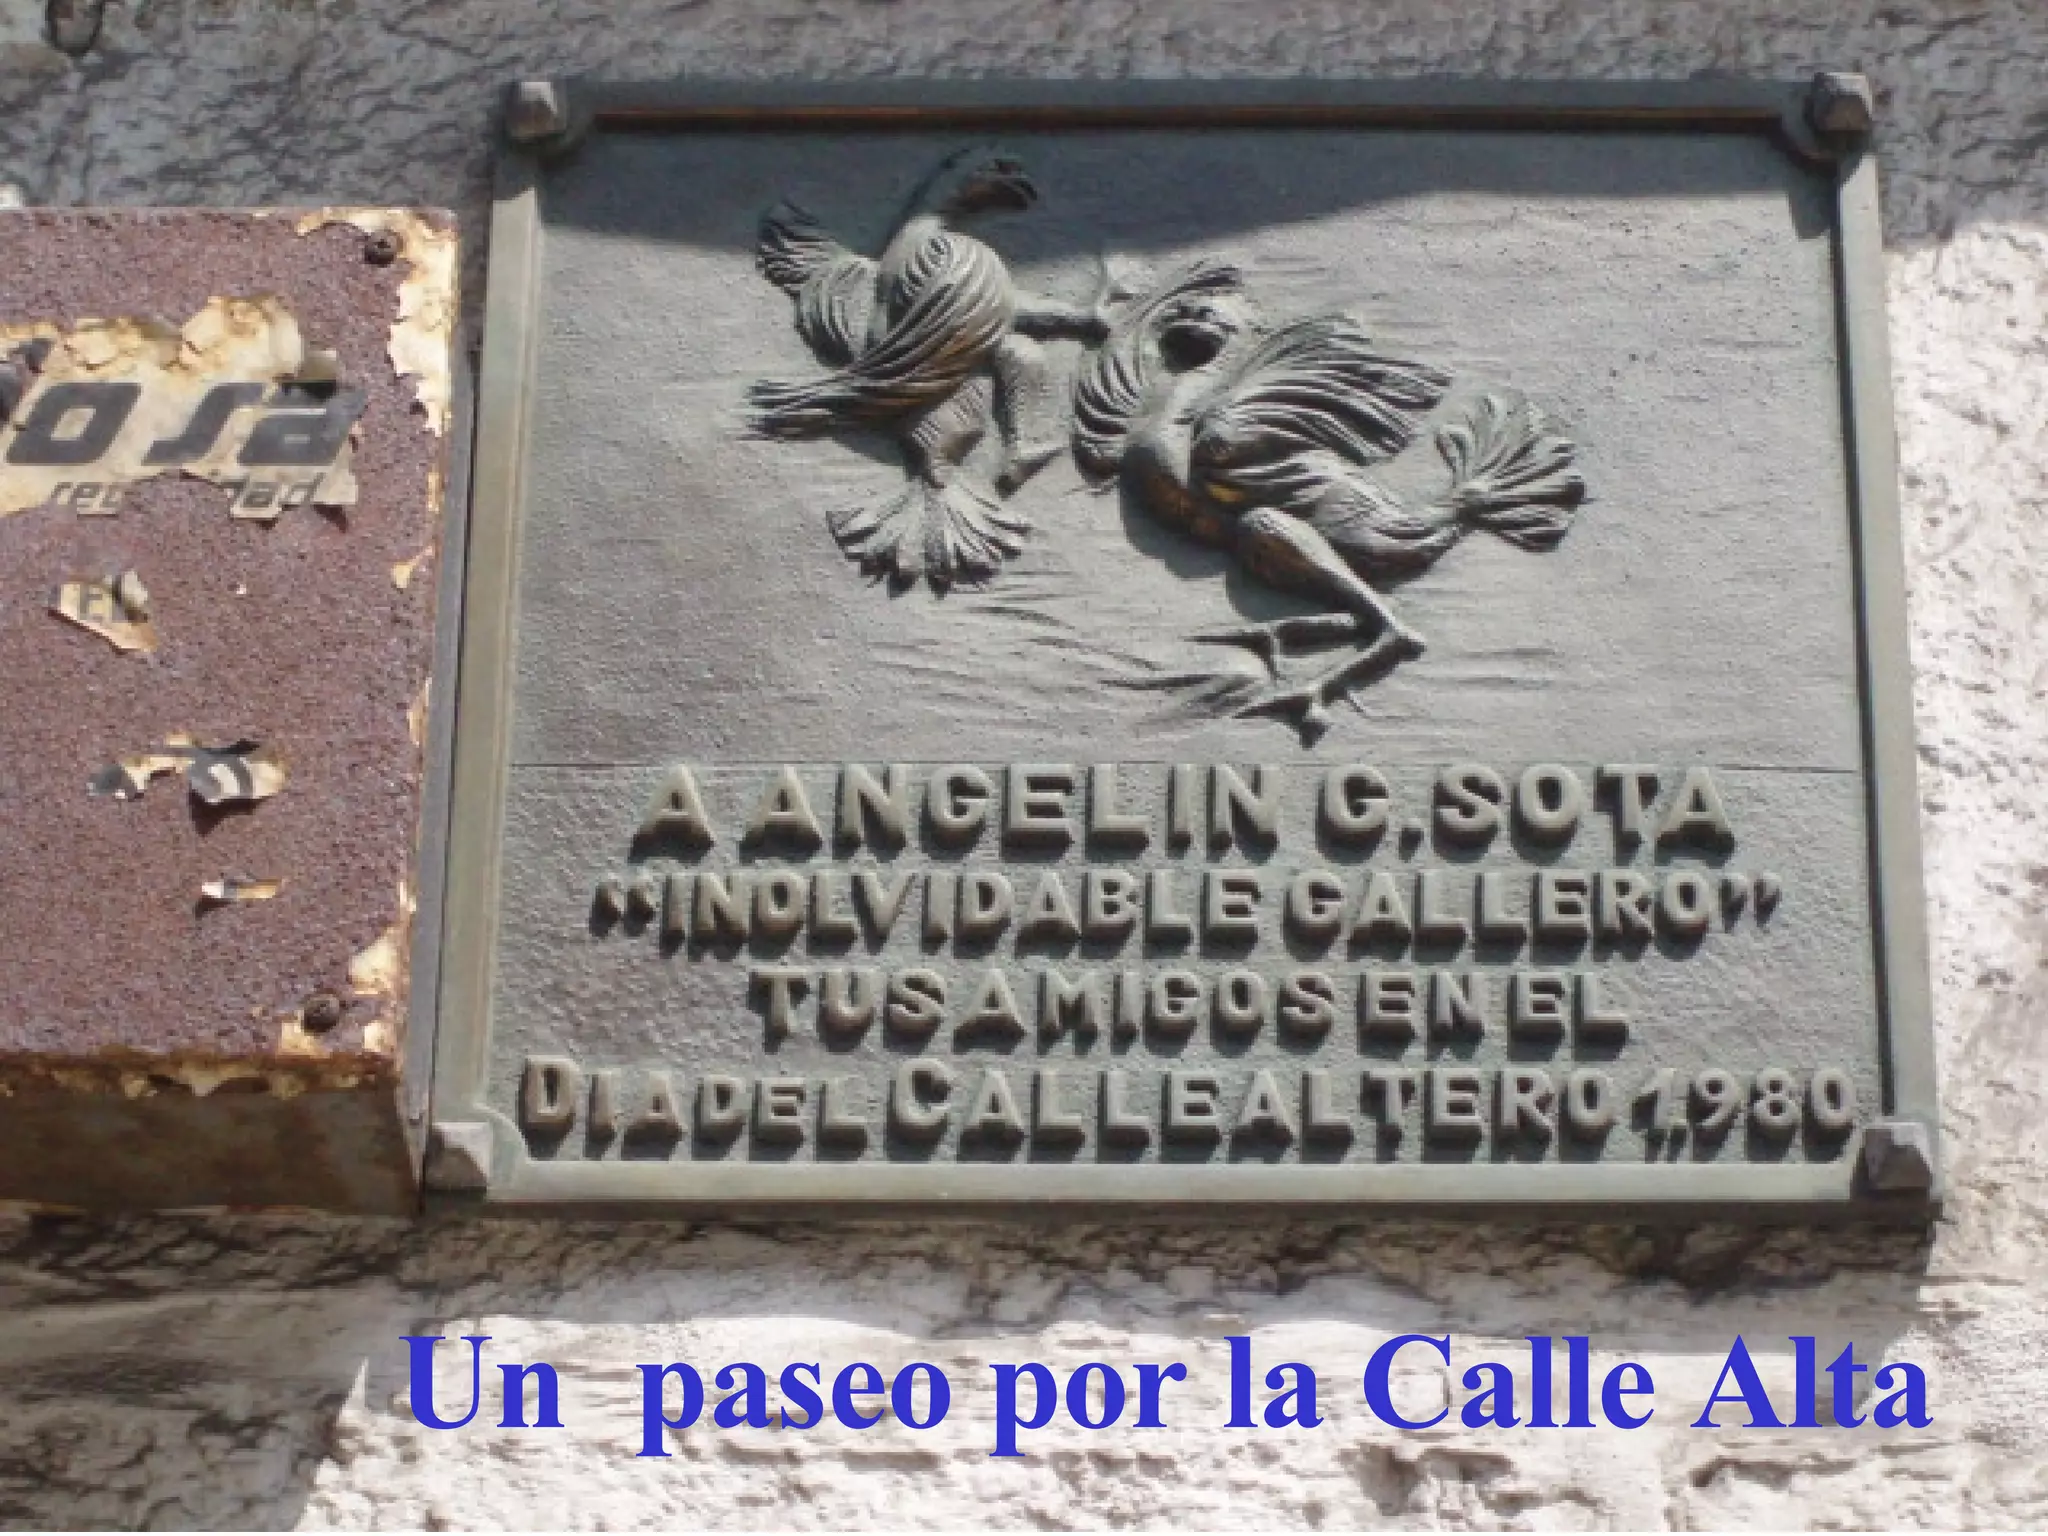 A ANGELIN G. SOTA
"INOLVIDABLE GALLERO"
TUS AMIGOS EN EL
DIA DEL CALLEALTERO 1,980
Un paseo por la Calle Alta